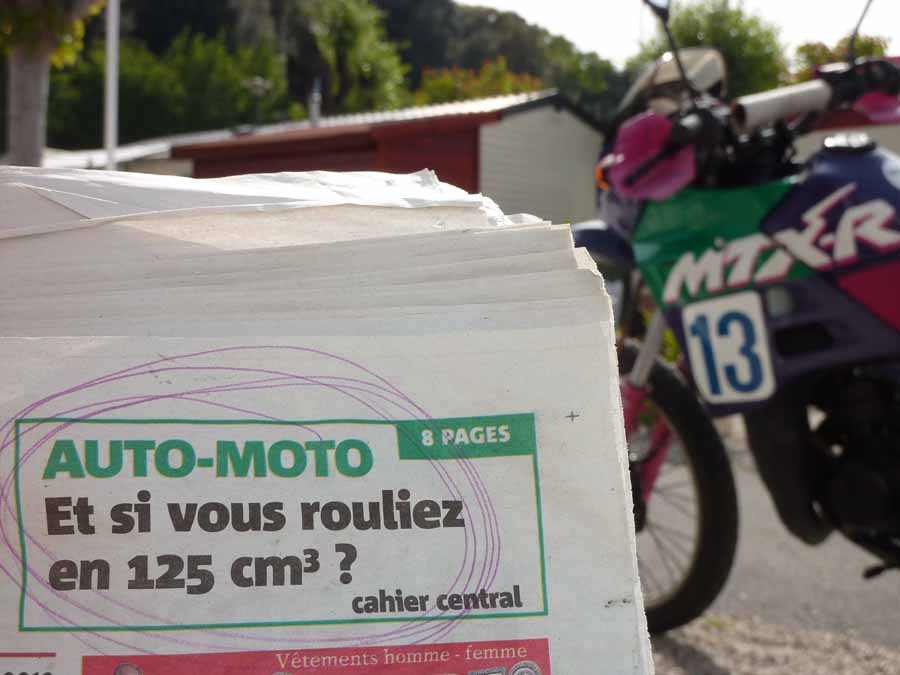 MTX-R
13
AUTO-MOTO
8 PAGES
Et si vous rouliez
en 125 cm³ ?
cahier central
Vêtements homme - femme